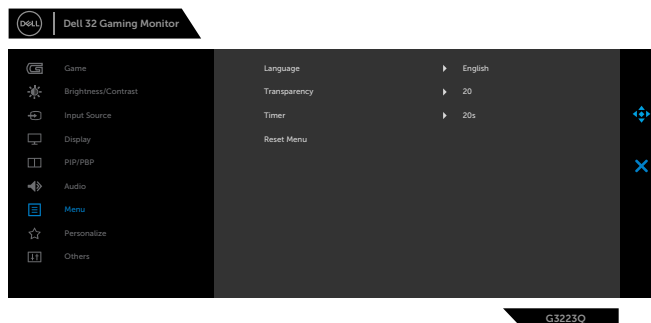 DELL Dell 32 Gaming Monitor
Game
Brightness/Contrast
Input Source
Display
PIP/PBP
Audio
Menu
Personalize
Others
Language English
Transparency 20
Timer 20s
Reset Menu
G3223Q